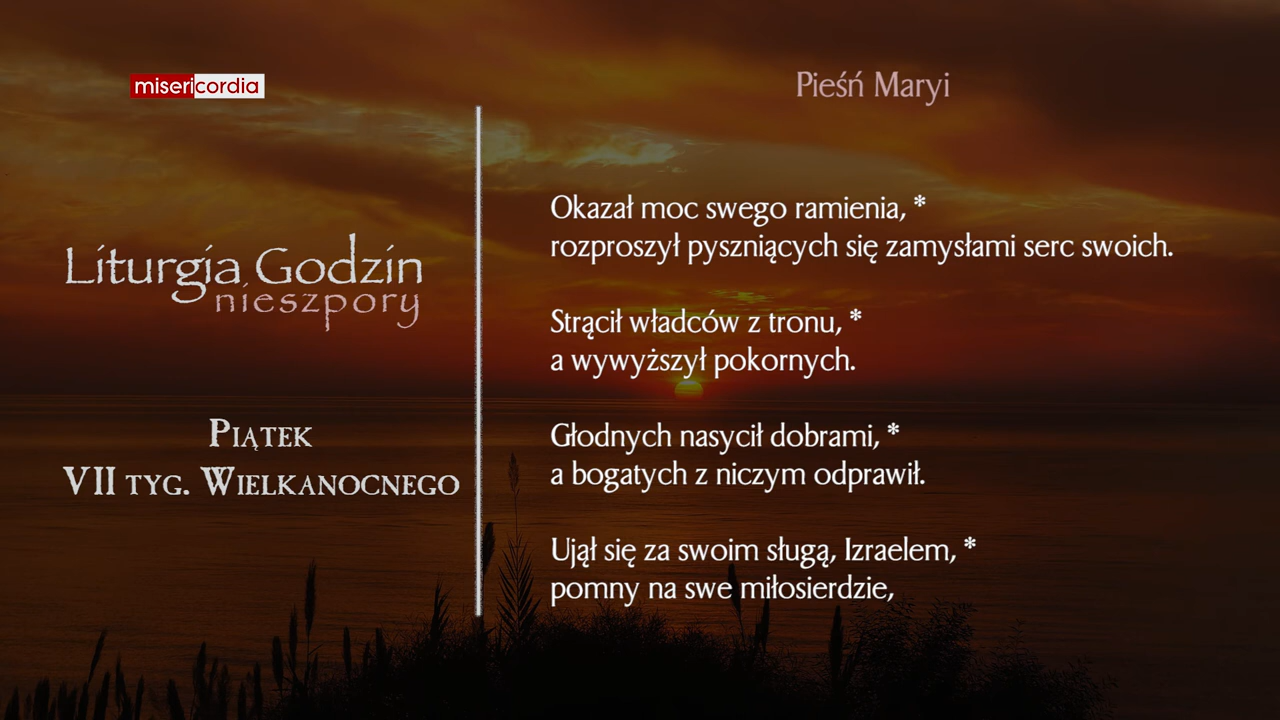 misericordia
Liturgia Godzin
nieszpory
Piątek
VII tyg. Wielkanocnego
Pieśń Maryi
Okazał moc swego ramienia, *
rozproszył pyszniących się zamysłami serc swoich.
Strącił władców z tronu, *
a wywyższył pokornych.
Głodnych nasycił dobrami, *
a bogatych z niczym odprawił.
Ujął się za swoim sługą, Izraelem, *
pomny na swe miłosierdzie,